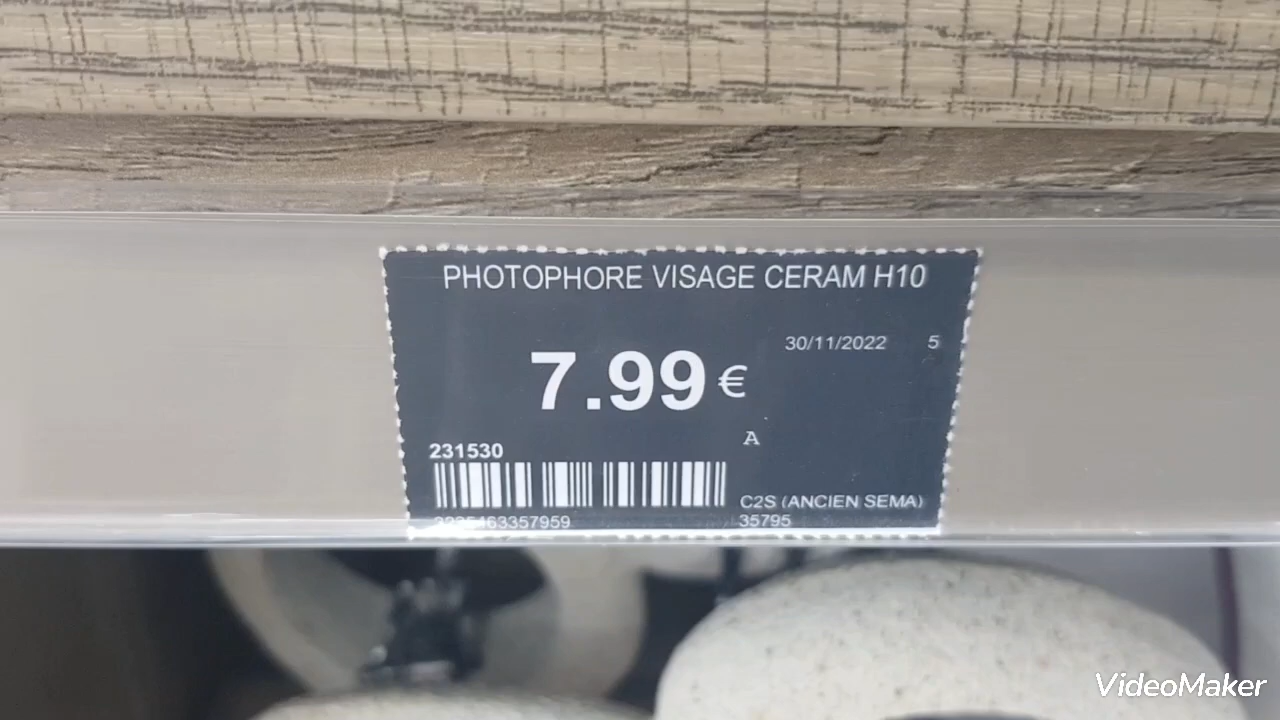 PHOTOPHORE VISAGE CERAM H10
30/11/2022 5
7.99 €
A
231530
C2S (ANCIEN SEMA)
35795
VideoMaker